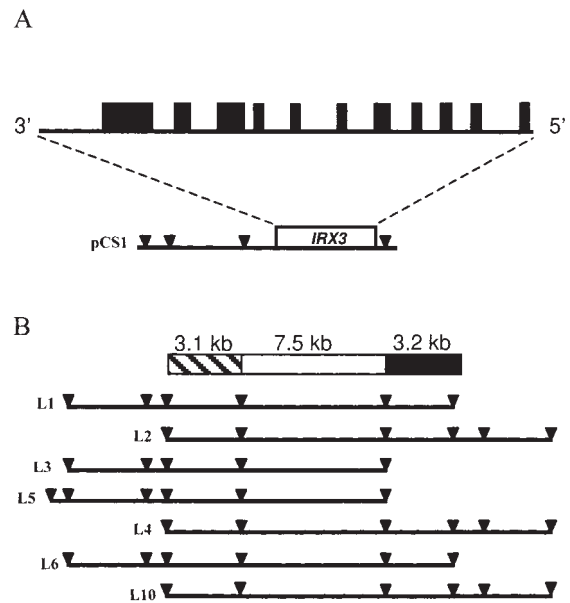 A
3' 5'
pCS1 IRX3
B
3.1 kb 7.5 kb 3.2 kb
L1
L2
L3
L5
L4
L6
L10